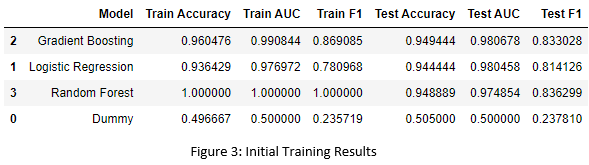 Model Train Accuracy Train AUC Train F1 Test Accuracy Test AUC Test F1
2 Gradient Boosting 0.960476 0.990844 0.869085 0.949444 0.980678 0.833028
1 Logistic Regression 0.936429 0.976972 0.780968 0.944444 0.980458 0.814126
3 Random Forest 1.000000 1.000000 1.000000 0.948889 0.974854 0.836299
0 Dummy 0.496667 0.500000 0.235719 0.505000 0.500000 0.237810
Figure 3: Initial Training Results